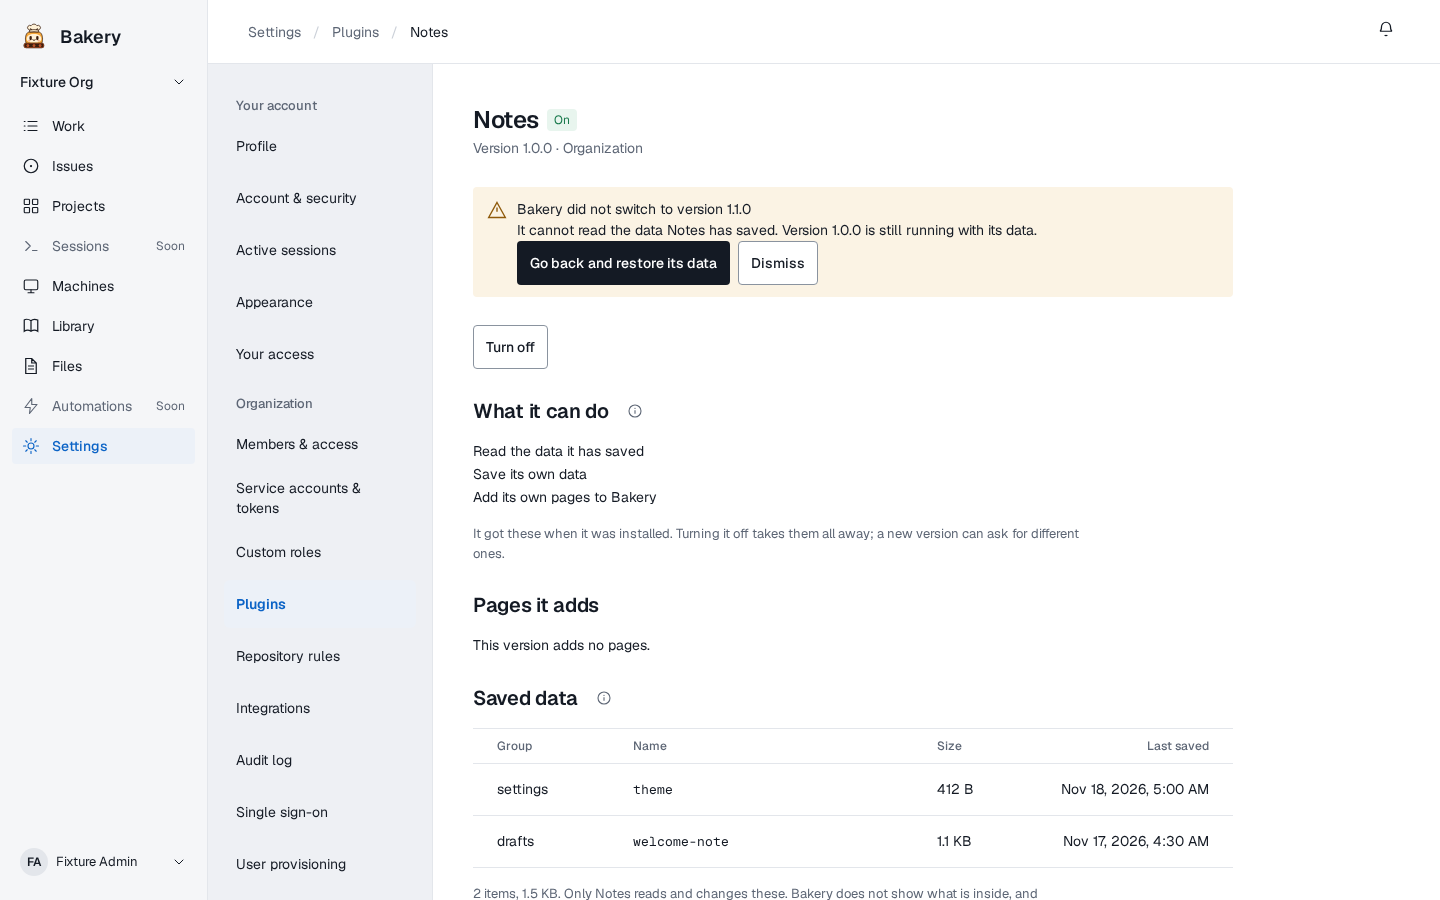 Bakery
Fixture Org
Work
Issues
Projects
Sessions Soon
Machines
Library
Files
Automations Soon
Settings
FA Fixture Admin
Settings / Plugins / Notes
Your account
Profile
Account & security
Active sessions
Appearance
Your access
Organization
Members & access
Service accounts &
tokens
Custom roles
Plugins
Repository rules
Integrations
Audit log
Single sign-on
User provisioning
Notes On
Version 1.0.0 · Organization
Bakery did not switch to version 1.1.0
It cannot read the data Notes has saved. Version 1.0.0 is still running with its data.
Go back and restore its data Dismiss
Turn off
What it can do
Read the data it has saved
Save its own data
Add its own pages to Bakery
It got these when it was installed. Turning it off takes them all away; a new version can ask for different
ones.
Pages it adds
This version adds no pages.
Saved data
Group Name Size Last saved
settings theme 412 B Nov 18, 2026, 5:00 AM
drafts welcome-note 1.1 KB Nov 17, 2026, 4:30 AM
2 items, 1.5 KB. Only Notes reads and changes these. Bakery does not show what is inside, and